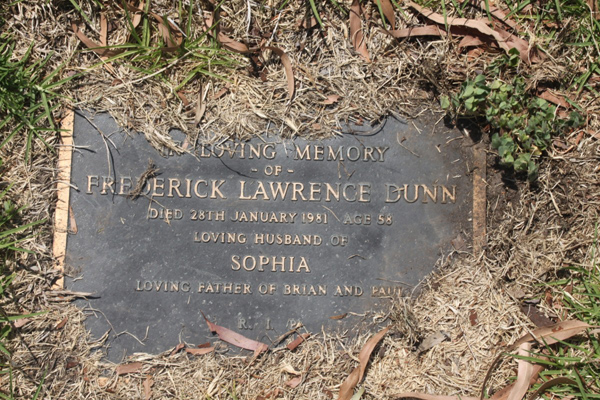 IN LOVING MEMORY
- OF -
FREDERICK LAWRENCE DUNN
DIED 28TH JANUARY 1981 AGE 58
LOVING HUSBAND OF
SOPHIA
LOVING FATHER OF BRIAN AND
R. I. P.